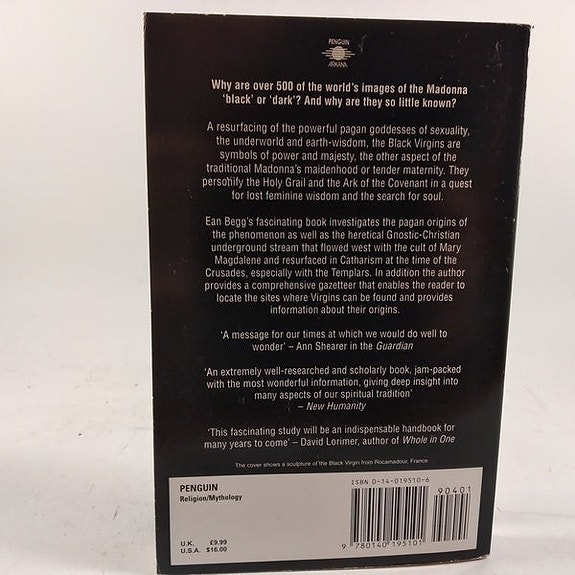 PENGUIN
ARKANA
Why are over 500 of the world's images of the Madonna
'black' or 'dark'? And why are they so little known?
A resurfacing of the powerful pagan goddesses of sexuality,
the underworld and earth-wisdom, the Black Virgins are
symbols of power and majesty, the other aspect of the
traditional Madonna's maidenhood or tender maternity. They
personify the Holy Grail and the Ark of the Covenant in a quest
for lost feminine wisdom and the search for soul.
Ean Begg's fascinating book investigates the pagan origins of
the phenomenon as well as the heretical Gnostic-Christian
underground stream that flowed west with the cult of Mary
Magdalene and resurfaced in Catharism at the time of the
Crusades, especially with the Templars. In addition the author
provides a comprehensive gazetteer that enables the reader to
locate the sites where Virgins can be found and provides
information about their origins.
'A message for our times at which we would do well to
wonder' – Ann Shearer in the Guardian
'An extremely well-researched and scholarly book, jam-packed
with the most wonderful information, giving deep insight into
many aspects of our spiritual tradition'
– New Humanity
'This fascinating study will be an indispensable handbook for
many years to come' – David Lorimer, author of Whole in One
The cover shows a sculpture of the Black Virgin from Rocamadour, France
PENGUIN
Religion/Mythology
U.K. £9.99
U.S.A. $16.00
ISBN 0-14-019510-6
90401
9 780140 195101